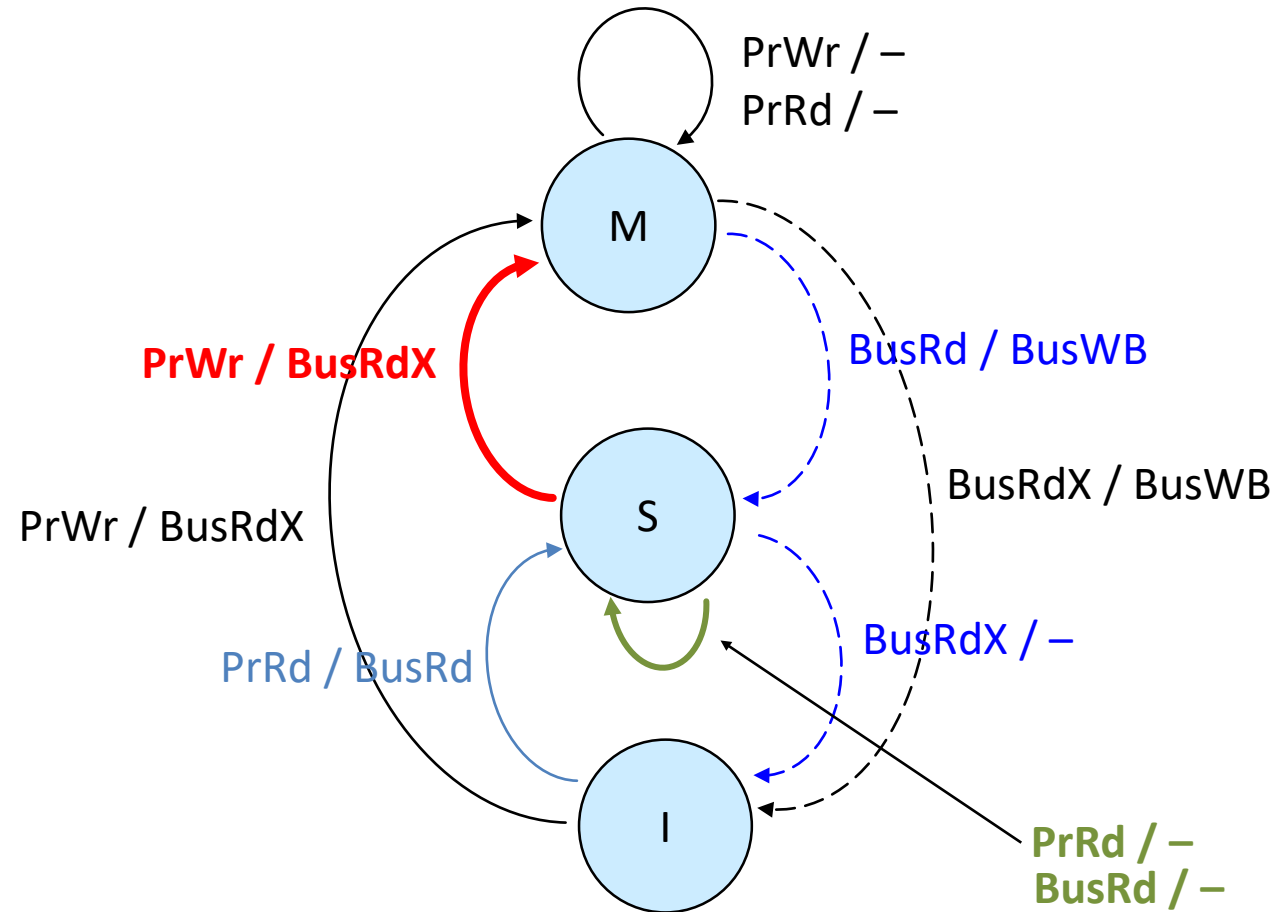 PrWr / –
PrRd / –
M
PrWr / BusRdX
BusRd / BusWB
BusRdX / BusWB
S
PrWr / BusRdX
BusRdX / –
PrRd / BusRd
I
PrRd / –
BusRd / –